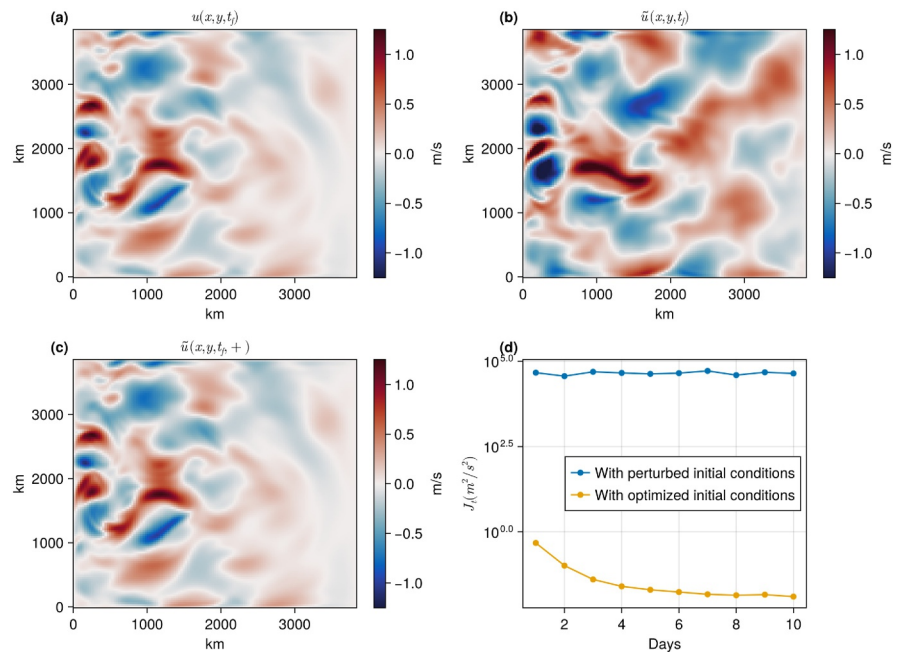 (a) u(x,y,t_f)
3000
2000
1000
0
km
0 1000 2000 3000
km
1.0
0.5
0.0
−0.5
−1.0
m/s
(b) ũ(x,y,t_f)
3000
2000
1000
0
km
0 1000 2000 3000
km
1.0
0.5
0.0
−0.5
−1.0
m/s
(c) ũ(x,y,t_f,+)
3000
2000
1000
0
km
0 1000 2000 3000
km
1.0
0.5
0.0
−0.5
−1.0
m/s
(d)
10^5.0
10^2.5
10^0.0
J_t(m²/s²)
With perturbed initial conditions
With optimized initial conditions
2 4 6 8 10
Days